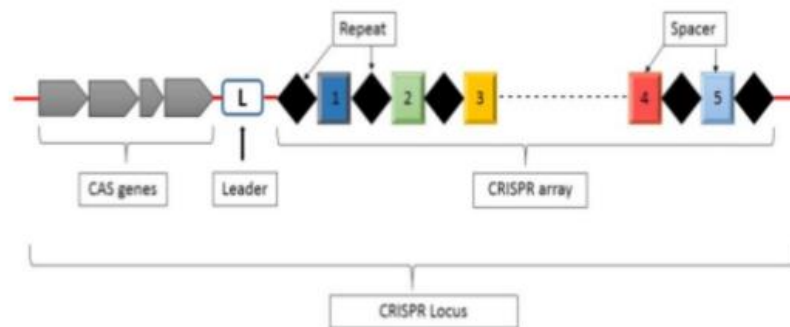 Repeat
Spacer
L
1
2
3
4
5
CAS genes
Leader
CRISPR array
CRISPR Locus